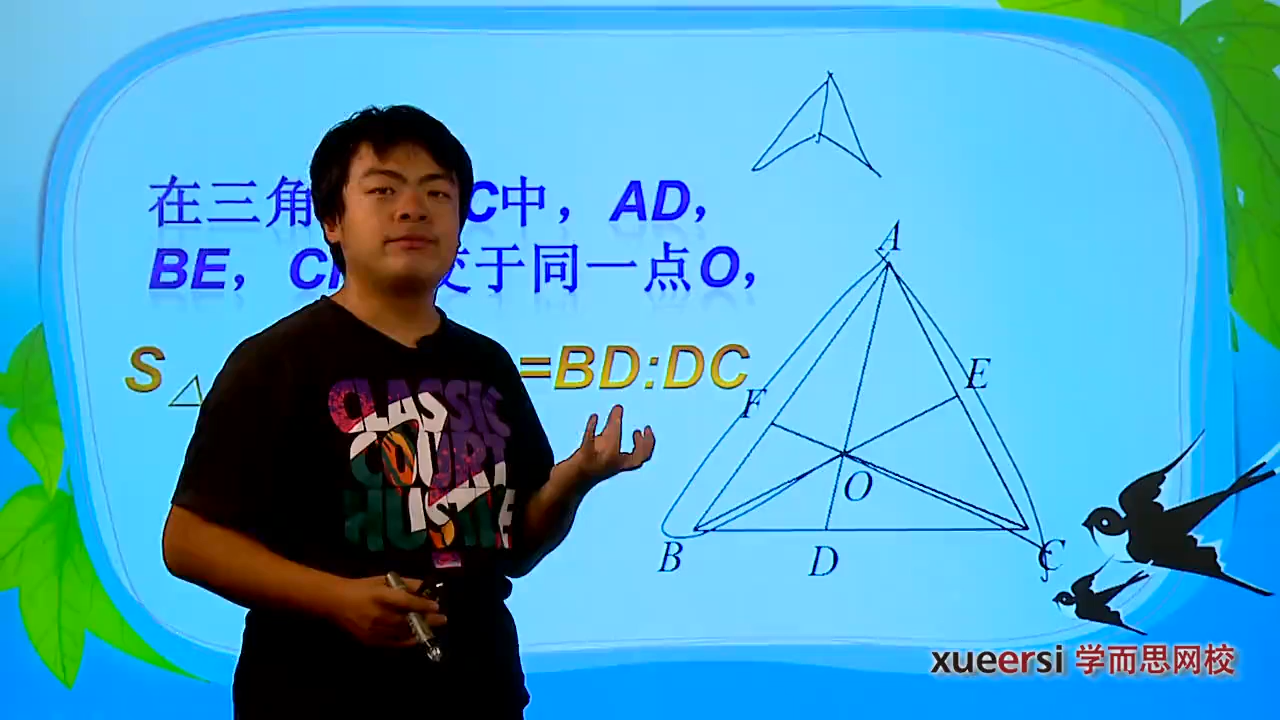 在三角 C中，AD，
BE， 交于同一点O，
S△ =BD:DC
A
E
F
O
B
D
C
CLASSIC
COURT
HUSTLE
xueersi 学而思网校